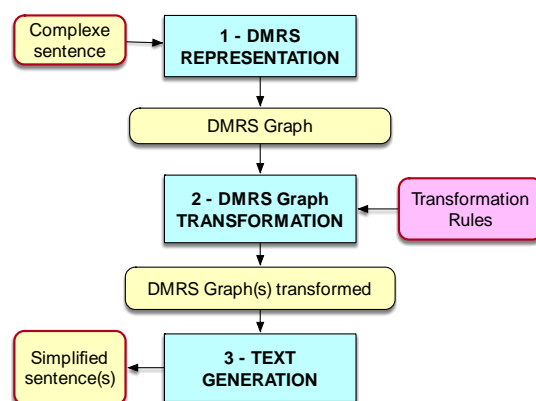 Complexe
sentence
1 - DMRS
REPRESENTATION
DMRS Graph
2 - DMRS Graph
TRANSFORMATION
Transformation
Rules
DMRS Graph(s) transformed
Simplified
sentence(s)
3 - TEXT
GENERATION